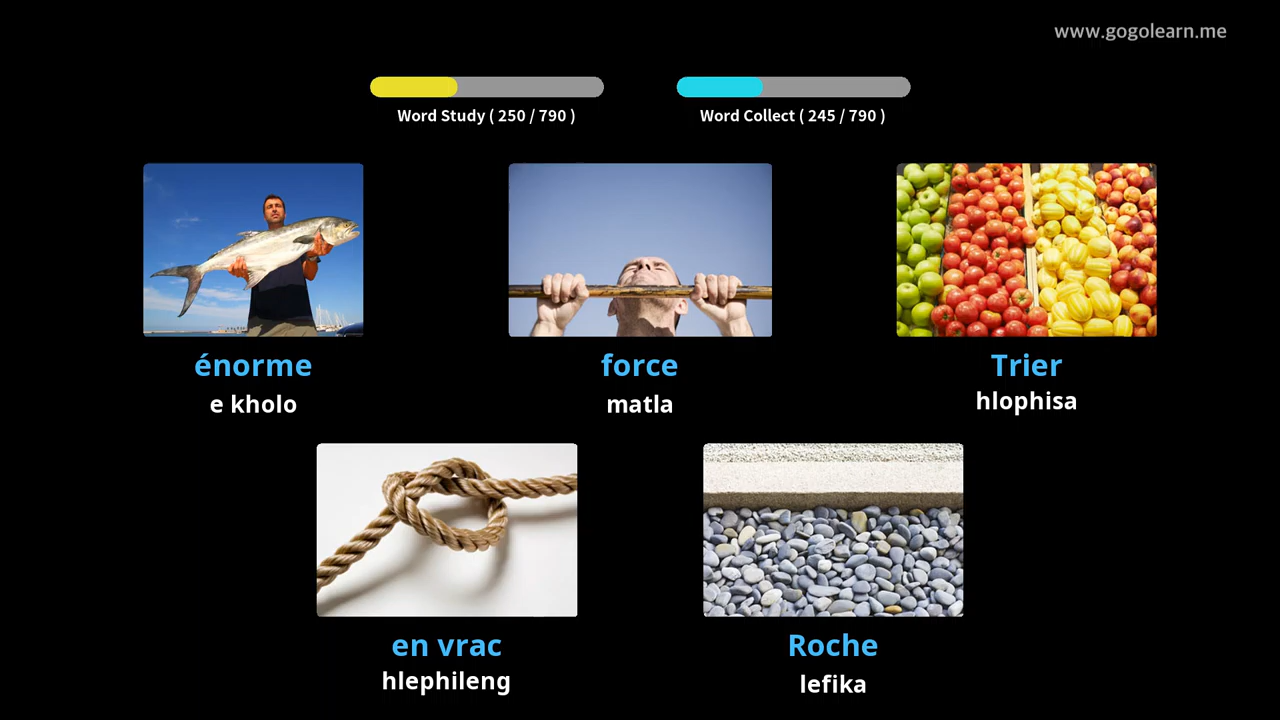 www.gogolearn.me
Word Study ( 250 / 790 )
Word Collect ( 245 / 790 )
énorme
e kholo
force
matla
Trier
hlophisa
en vrac
hlephileng
Roche
lefika